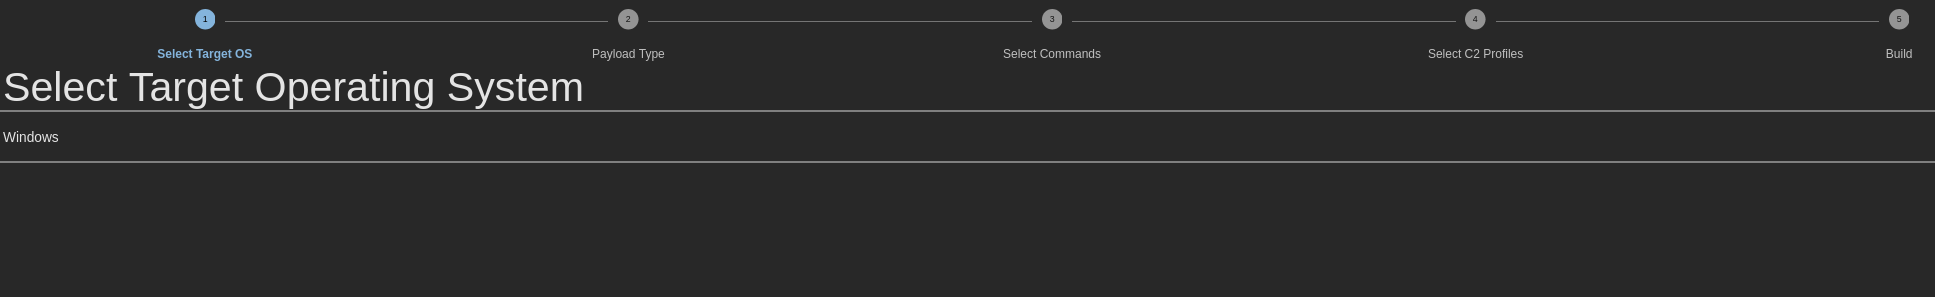 1 2 3 4 5
Select Target OS Payload Type Select Commands Select C2 Profiles Build
Select Target Operating System
Windows